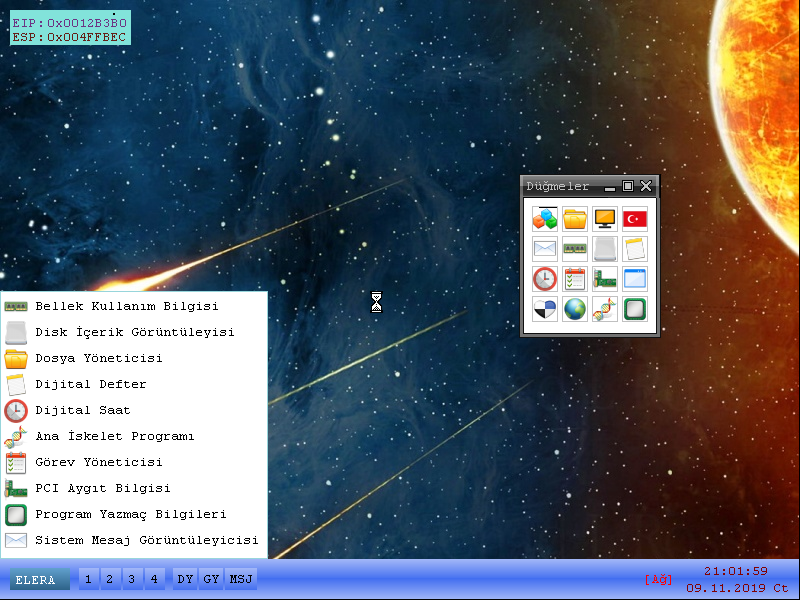 EIP:0x0012B3B0
ESP:0x004FFBEC
Düğmeler
Bellek Kullanım Bilgisi
Disk İçerik Görüntüleyisi
Dosya Yöneticisi
Dijital Defter
Dijital Saat
Ana İskelet Programı
Görev Yöneticisi
PCI Aygıt Bilgisi
Program Yazmaç Bilgileri
Sistem Mesaj Görüntüleyicisi
ELERA 1 2 3 4 DY GY MSJ [Ağ] 21:01:59
09.11.2019 Ct